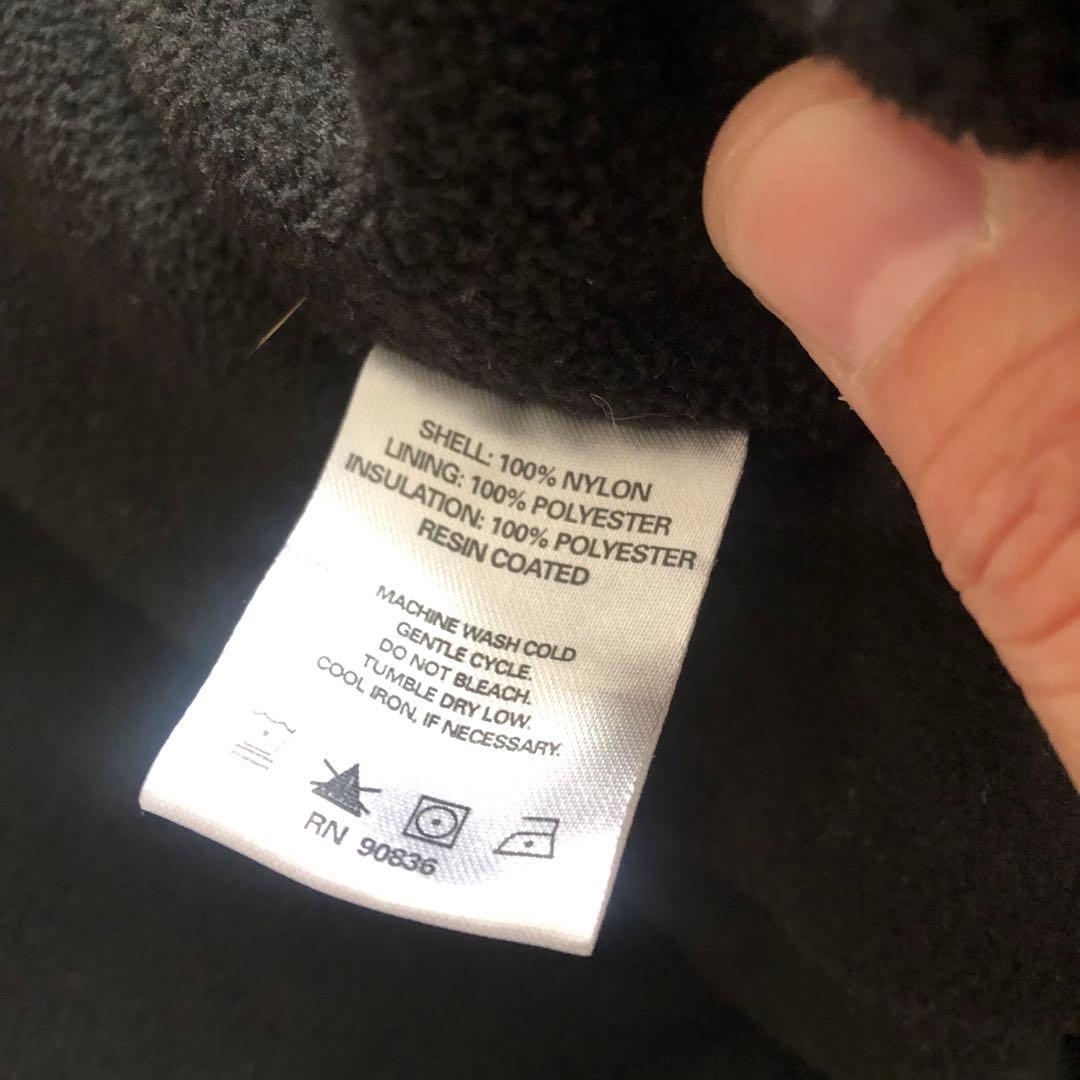 SHELL: 100% NYLON
LINING: 100% POLYESTER
INSULATION: 100% POLYESTER
RESIN COATED
MACHINE WASH COLD
GENTLE CYCLE.
DO NOT BLEACH.
TUMBLE DRY LOW.
COOL IRON, IF NECESSARY.
RN 90836